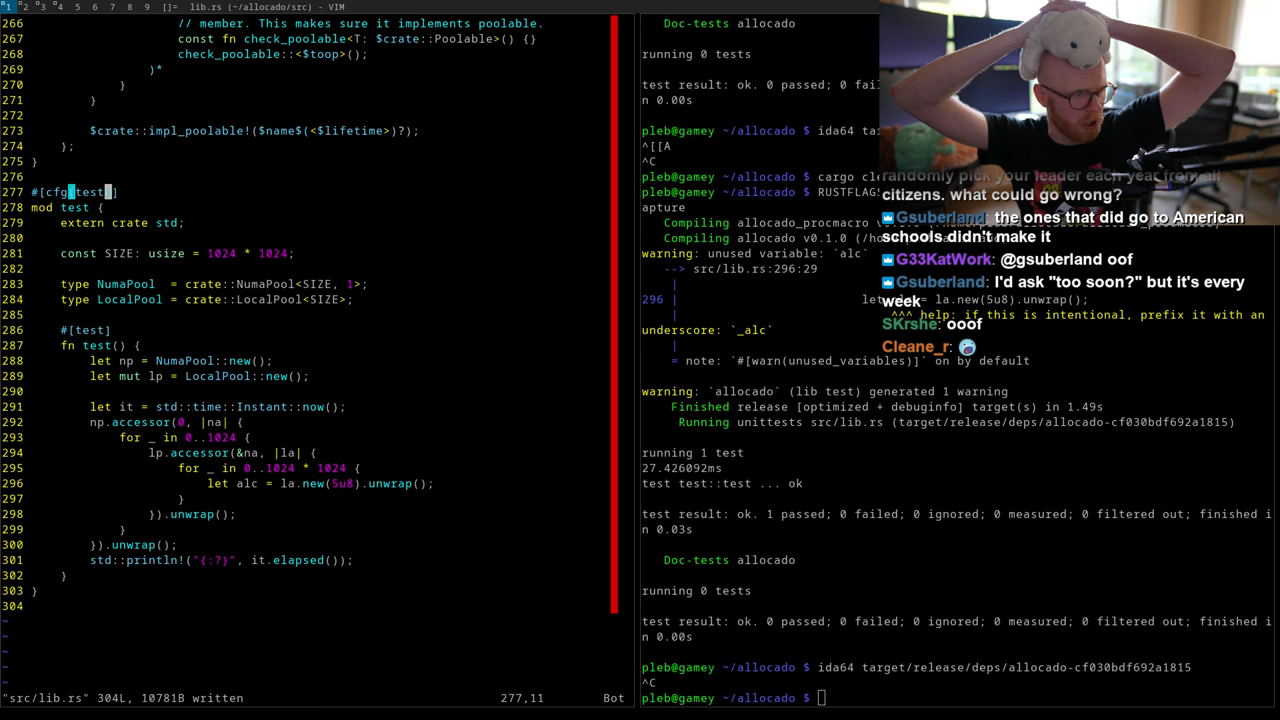 1 2 3 4 5 6 7 8 9 []= lib.rs (~/allocado/src) - VIM
266 // member. This makes sure it implements poolable.
267 const fn check_poolable<T: $crate::Poolable>() {}
268 check_poolable::<$toop>();
269 )*
270 }
271 }
272
273 $crate::impl_poolable!($name$(<$lifetime>)?);
274 };
275 }
276
277 #[cfg(test)]
278 mod test {
279 extern crate std;
280
281 const SIZE: usize = 1024 * 1024;
282
283 type NumaPool = crate::NumaPool<SIZE, 1>;
284 type LocalPool = crate::LocalPool<SIZE>;
285
286 #[test]
287 fn test() {
288 let np = NumaPool::new();
289 let mut lp = LocalPool::new();
290
291 let it = std::time::Instant::now();
292 np.accessor(0, |na| {
293 for _ in 0..1024 {
294 lp.accessor(&na, |la| {
295 for _ in 0..1024 * 1024 {
296 let alc = la.new(5u8).unwrap();
297 }
298 }).unwrap();
299 }
300 }).unwrap();
301 std::println!("{:?}", it.elapsed());
302 }
303 }
304
~
~
~
~
~
"src/lib.rs" 304L, 10781B written 277,11 Bot
Doc-tests allocado
running 0 tests
test result: ok. 0 passed; 0 fai
n 0.00s
pleb@gamey ~/allocado $ ida64 ta
^[[A
^C
pleb@gamey ~/allocado $ cargo cle
pleb@gamey ~/allocado $ RUSTFLAGS
apture
Compiling allocado_procmacro
Compiling allocado v0.1.0 (/ho
warning: unused variable: `alc`
--> src/lib.rs:296:29
|
296 | let la.new(5u8).unwrap();
| ^^^ help: if this is intentional, prefix it with an
underscore: `_alc`
|
= note: `#[warn(unused_variables)]` on by default
warning: `allocado` (lib test) generated 1 warning
Finished release [optimized + debuginfo] target(s) in 1.49s
Running unittests src/lib.rs (target/release/deps/allocado-cf030bdf692a1815)
running 1 test
27.426092ms
test test::test ... ok
test result: ok. 1 passed; 0 failed; 0 ignored; 0 measured; 0 filtered out; finished i
n 0.03s
Doc-tests allocado
running 0 tests
test result: ok. 0 passed; 0 failed; 0 ignored; 0 measured; 0 filtered out; finished i
n 0.00s
pleb@gamey ~/allocado $ ida64 target/release/deps/allocado-cf030bdf692a1815
^C
pleb@gamey ~/allocado $
randomly pick your leader each year from all
citizens. what could go wrong?
Gsuberland: the ones that did go to American
schools didn't make it
G33KatWork: @gsuberland oof
Gsuberland: I'd ask "too soon?" but it's every
week
SKrshe: ooof
Cleane_r: